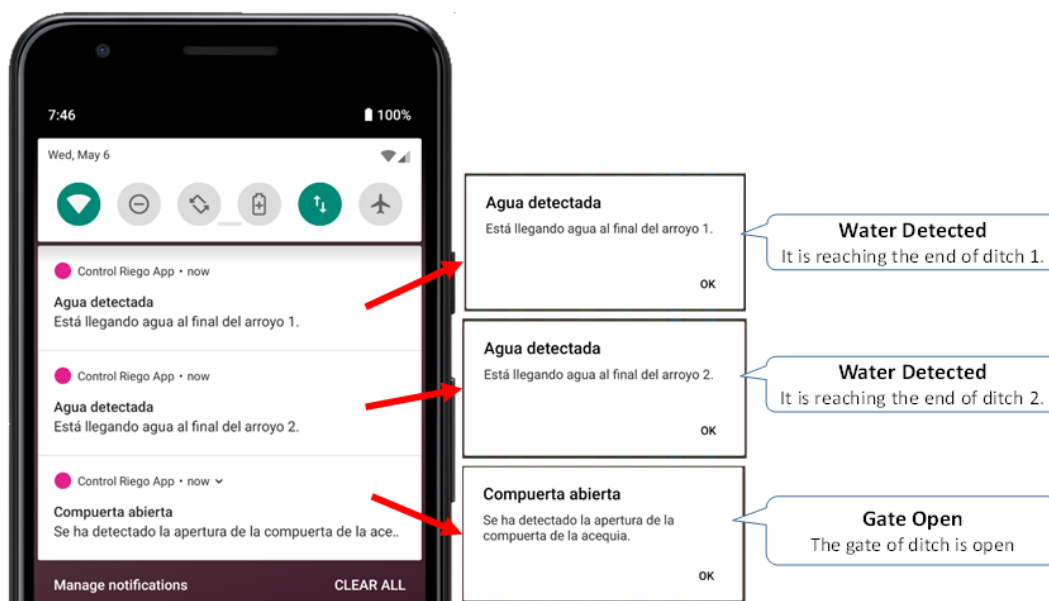 7:46
100%
Wed, May 6
Control Riego App • now
Agua detectada
Está llegando agua al final del arroyo 1.
Control Riego App • now
Agua detectada
Está llegando agua al final del arroyo 2.
Control Riego App • now
Compuerta abierta
Se ha detectado la apertura de la compuerta de la ace..
Manage notifications
CLEAR ALL
Agua detectada
Está llegando agua al final del arroyo 1.
OK
Water Detected
It is reaching the end of ditch 1.
Agua detectada
Está llegando agua al final del arroyo 2.
OK
Water Detected
It is reaching the end of ditch 2.
Compuerta abierta
Se ha detectado la apertura de la
compuerta de la acequia.
OK
Gate Open
The gate of ditch is open